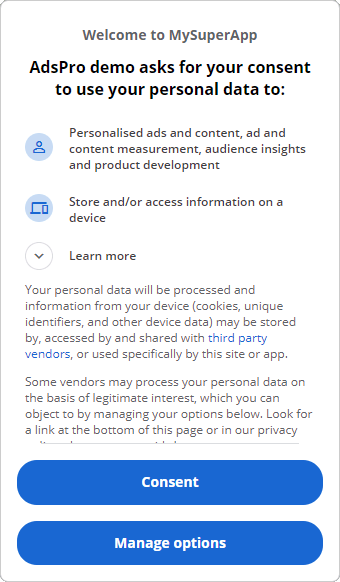 Welcome to MySuperApp
AdsPro demo asks for your consent
to use your personal data to:
Personalised ads and content, ad and
content measurement, audience insights
and product development
Store and/or access information on a
device
Learn more
Your personal data will be processed and
information from your device (cookies, unique
identifiers, and other device data) may be stored
by, accessed by and shared with third party
vendors, or used specifically by this site or app.
Some vendors may process your personal data on
the basis of legitimate interest, which you can
object to by managing your options below. Look for
a link at the bottom of this page or in our privacy
Consent
Manage options